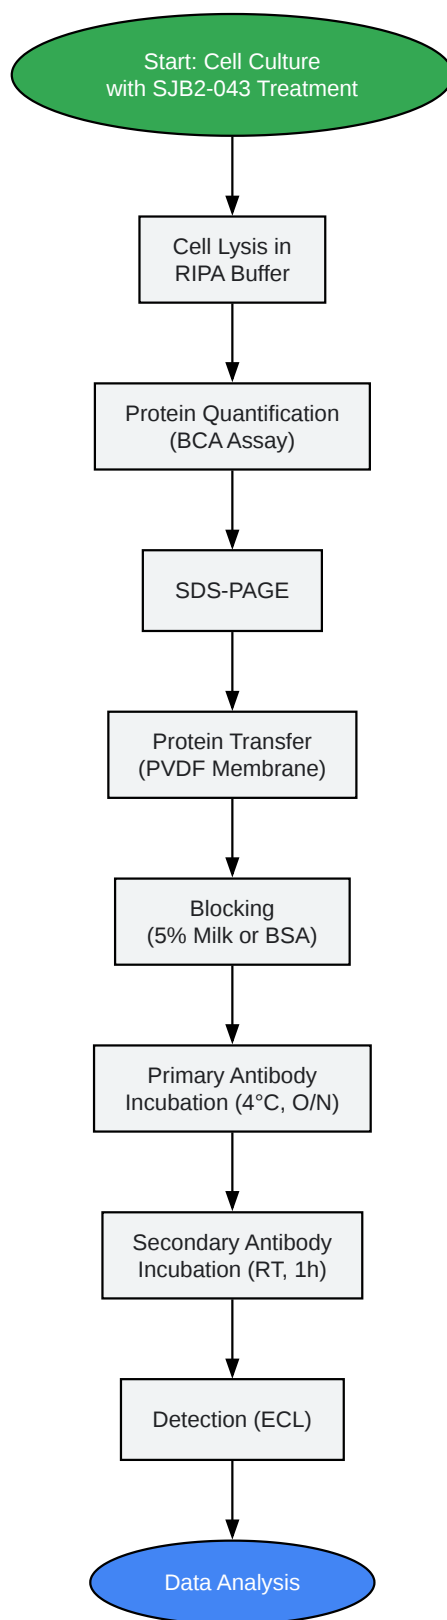 Start: Cell Culture
with SJB2-043 Treatment
Cell Lysis in
RIPA Buffer
Protein Quantification
(BCA Assay)
SDS-PAGE
Protein Transfer
(PVDF Membrane)
Blocking
(5% Milk or BSA)
Primary Antibody
Incubation (4°C, O/N)
Secondary Antibody
Incubation (RT, 1h)
Detection (ECL)
Data Analysis